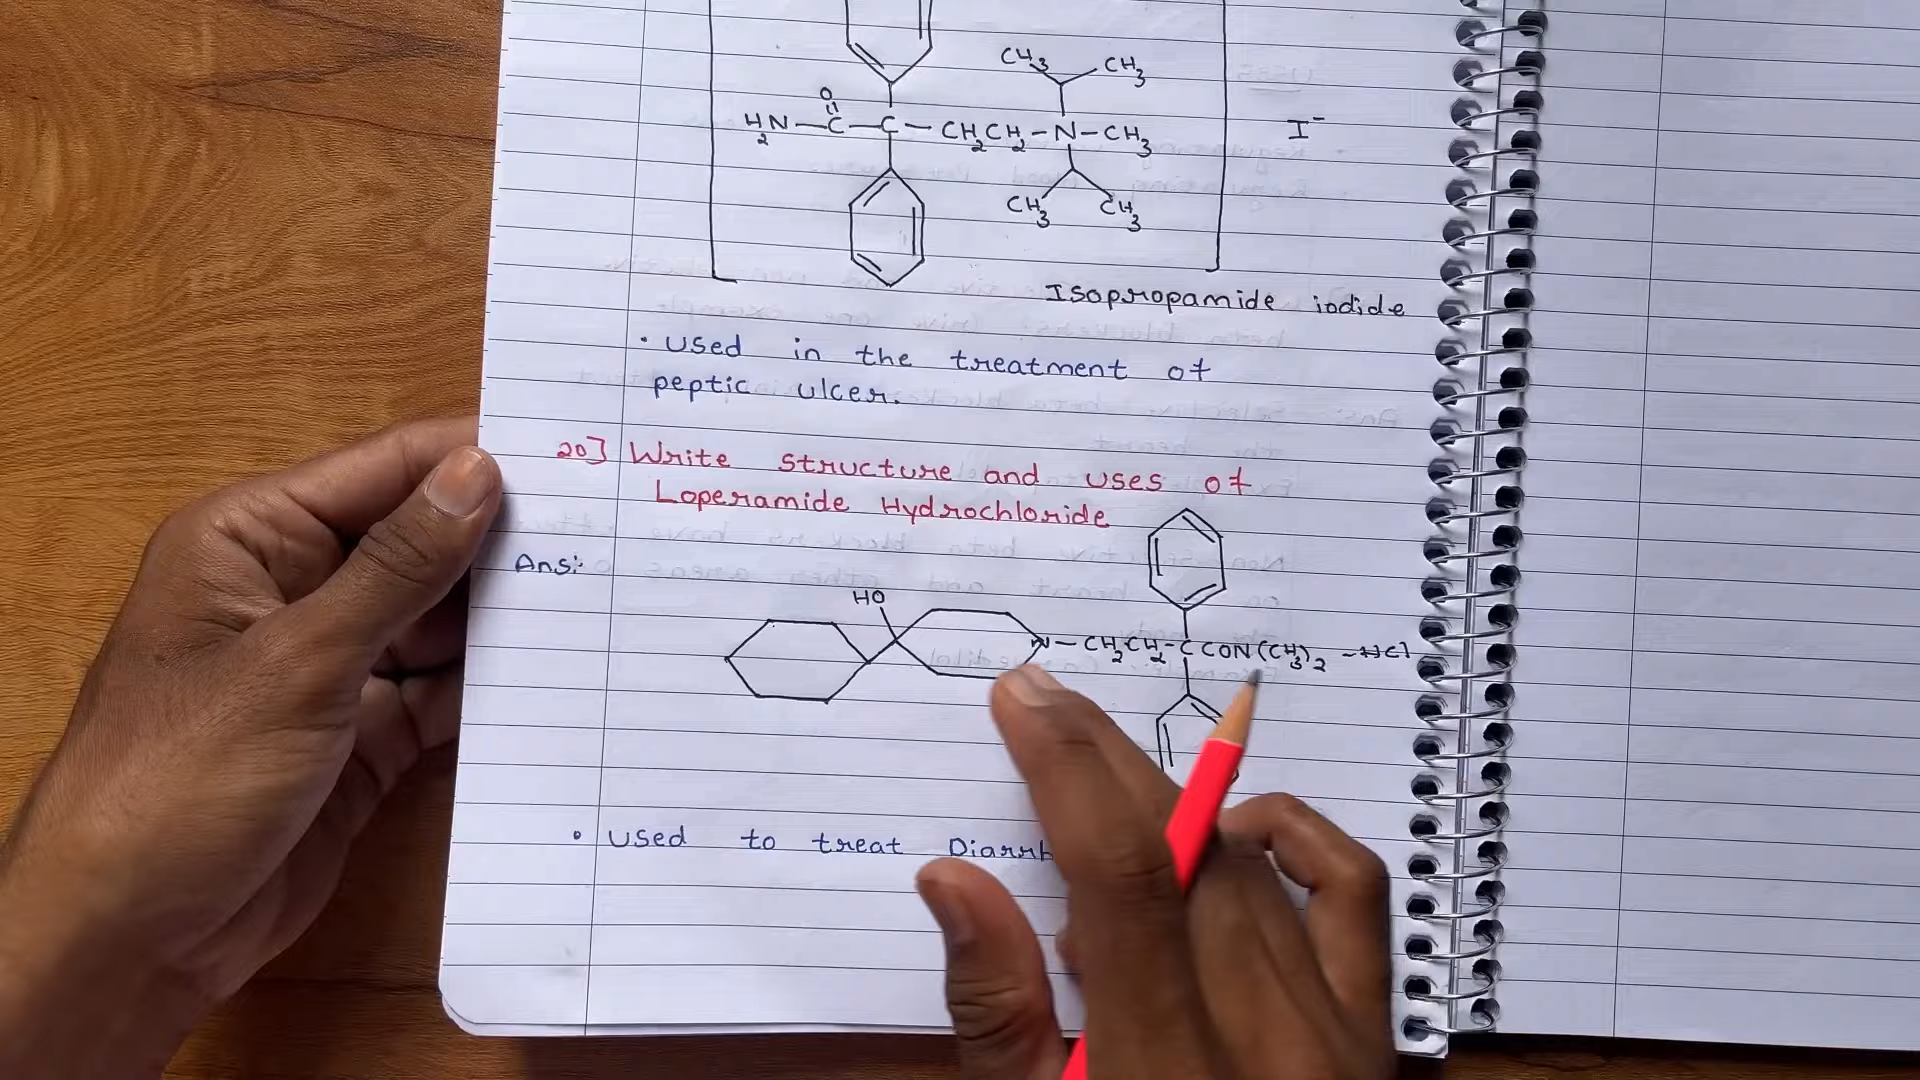 CH3 CH3
O
H2N-C-C-CH2CH2-N-CH3 I-
CH3 CH3
Isopropamide iodide
• Used in the treatment of
peptic ulcer.
20] Write structure and uses of
Loperamide Hydrochloride
Ans:
HO
N-CH2CH2-C CON(CH3)2 -HCl
• Used to treat